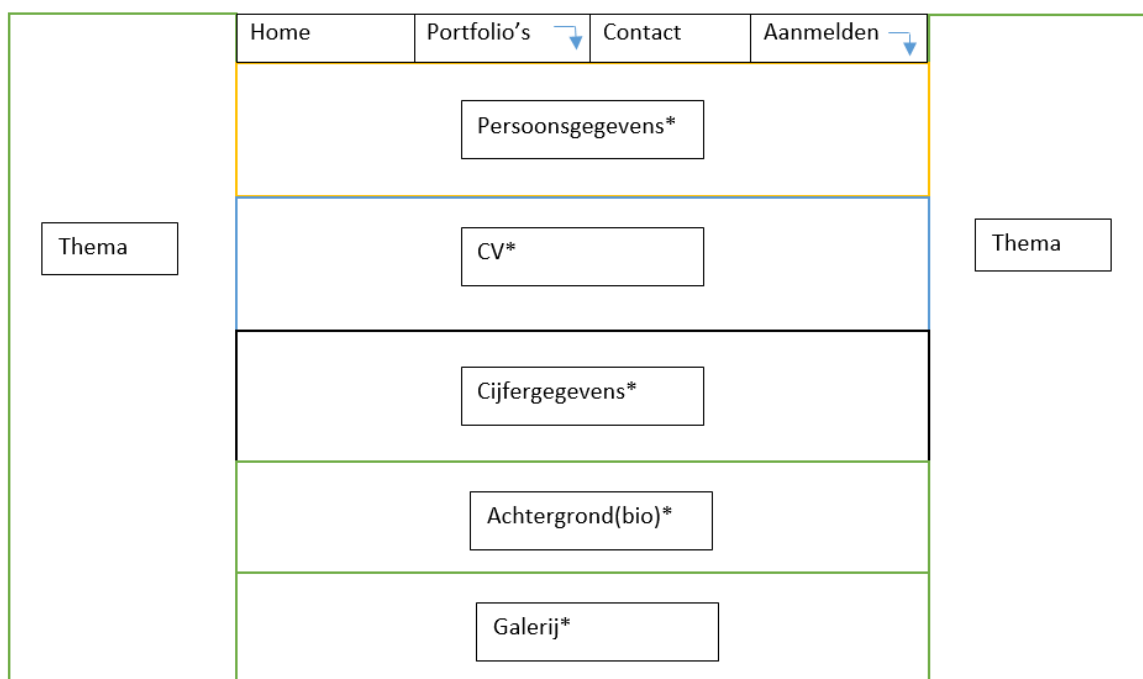 Home
Portfolio’s
Contact
Aanmelden
Persoonsgegevens*
Thema
CV*
Thema
Cijfergegevens*
Achtergrond(bio)*
Galerij*